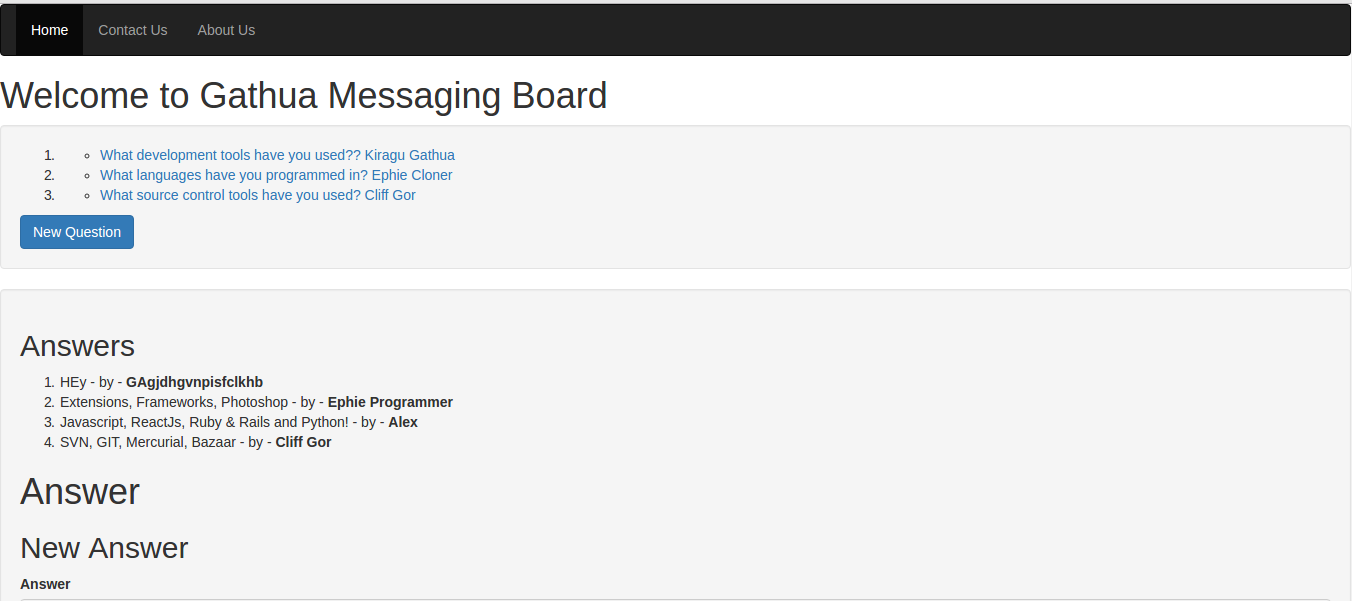 Home Contact Us About Us
Welcome to Gathua Messaging Board
1. ◦ What development tools have you used?? Kiragu Gathua
2. ◦ What languages have you programmed in? Ephie Cloner
3. ◦ What source control tools have you used? Cliff Gor
New Question
Answers
1. HEy - by - GAgjdhgvnpisfclkhb
2. Extensions, Frameworks, Photoshop - by - Ephie Programmer
3. Javascript, ReactJs, Ruby & Rails and Python! - by - Alex
4. SVN, GIT, Mercurial, Bazaar - by - Cliff Gor
Answer
New Answer
Answer